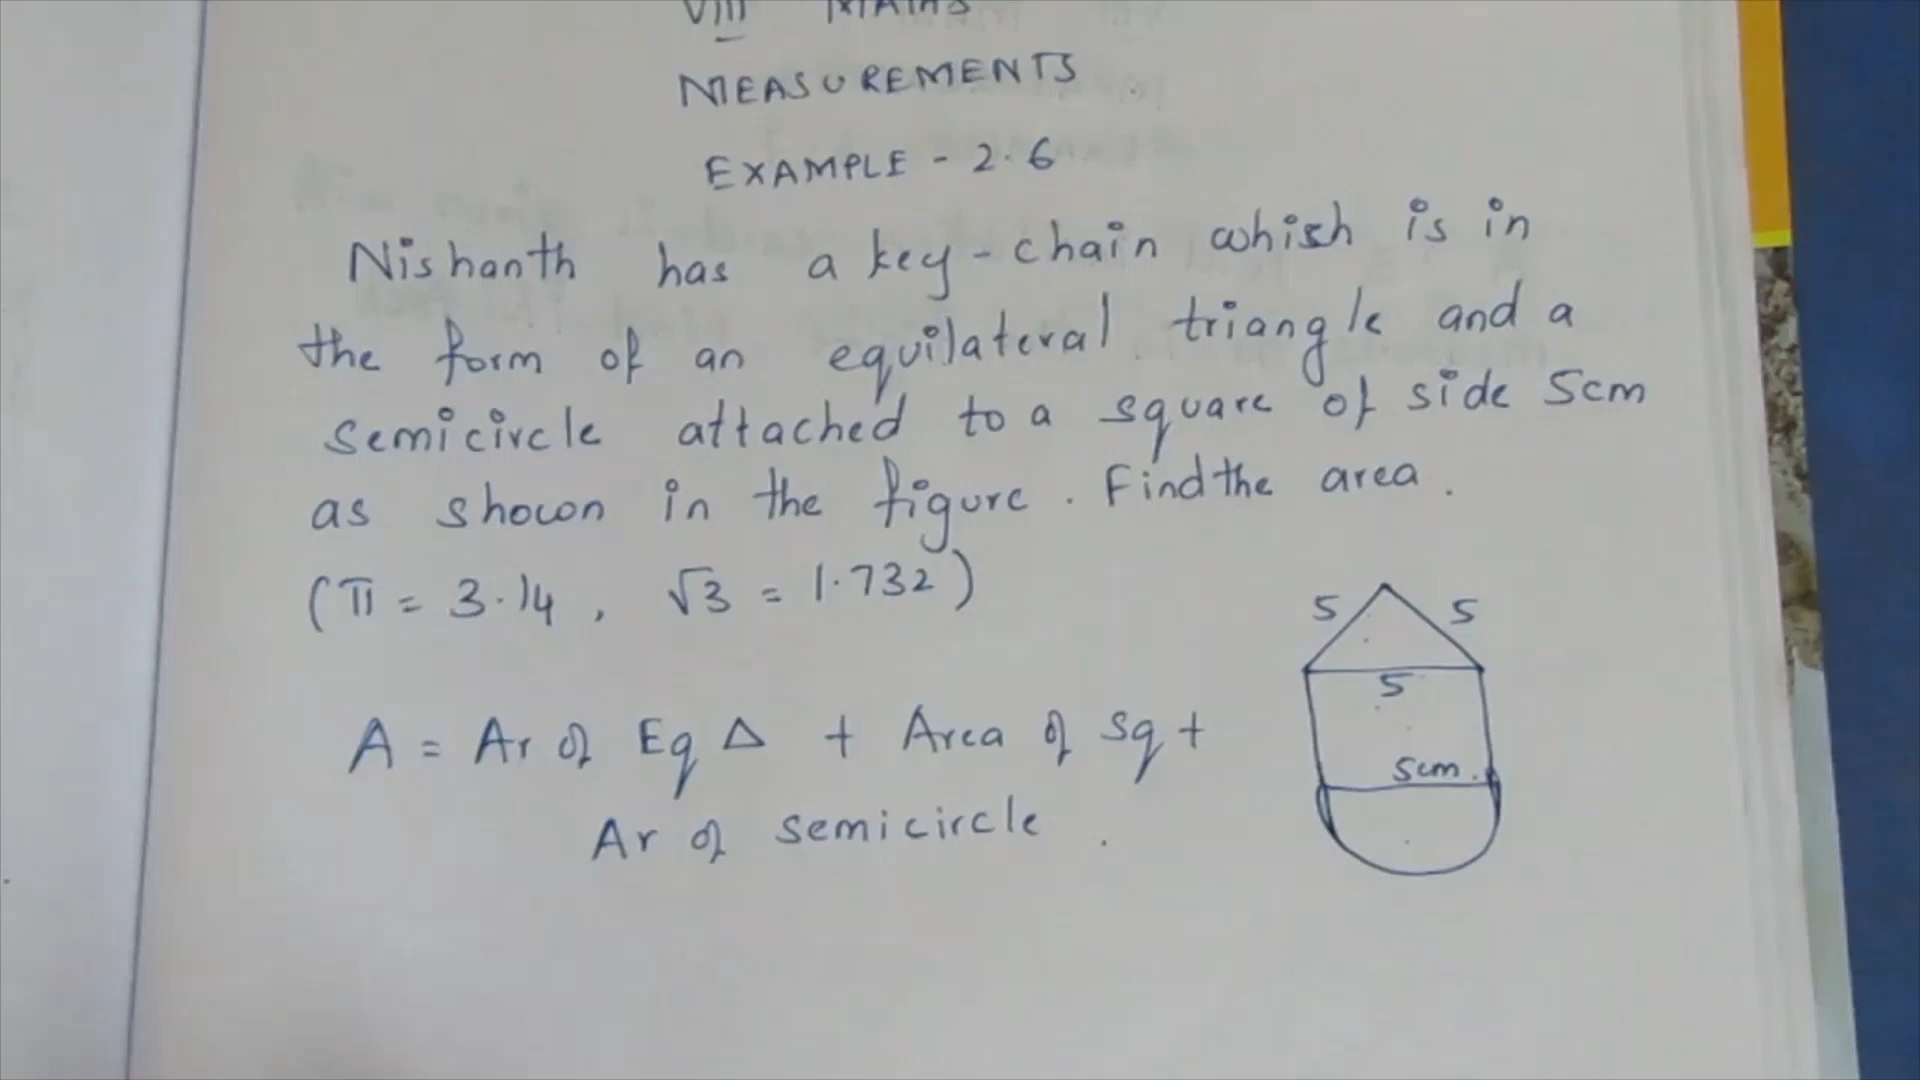 VIII MATHS
MEASUREMENTS
EXAMPLE - 2.6
Nishanth has a key-chain which is in
the form of an equilateral triangle and a
semicircle attached to a square of side 5cm
as shown in the figure. Find the area.
(π = 3.14, √3 = 1.732)
5 5
5
A = Ar of Eq △ + Area of sq +
5cm.
Ar of semicircle.